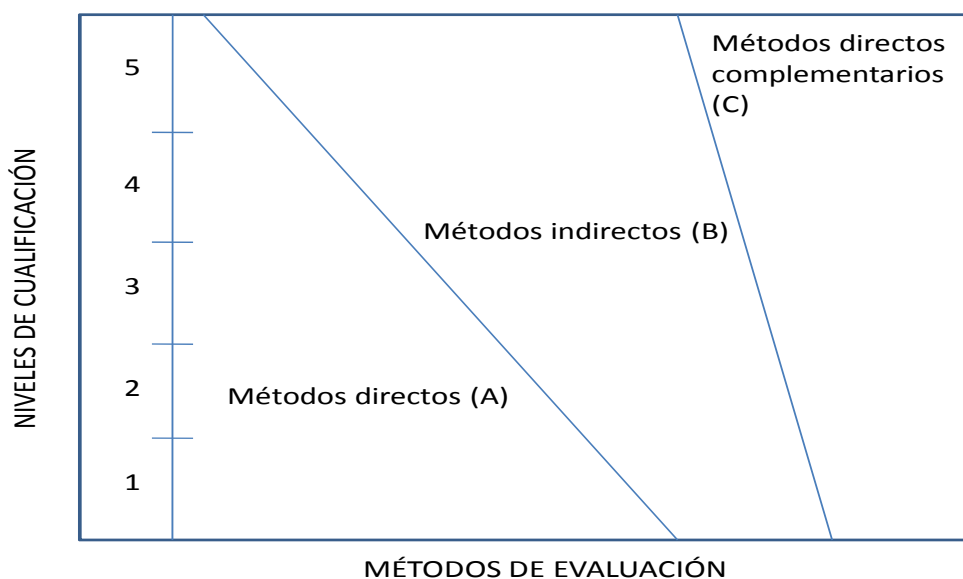 NIVELES DE CUALIFICACIÓN
5
4
3
2
1
Métodos directos
complementarios
(C)
Métodos indirectos (B)
Métodos directos (A)
MÉTODOS DE EVALUACIÓN